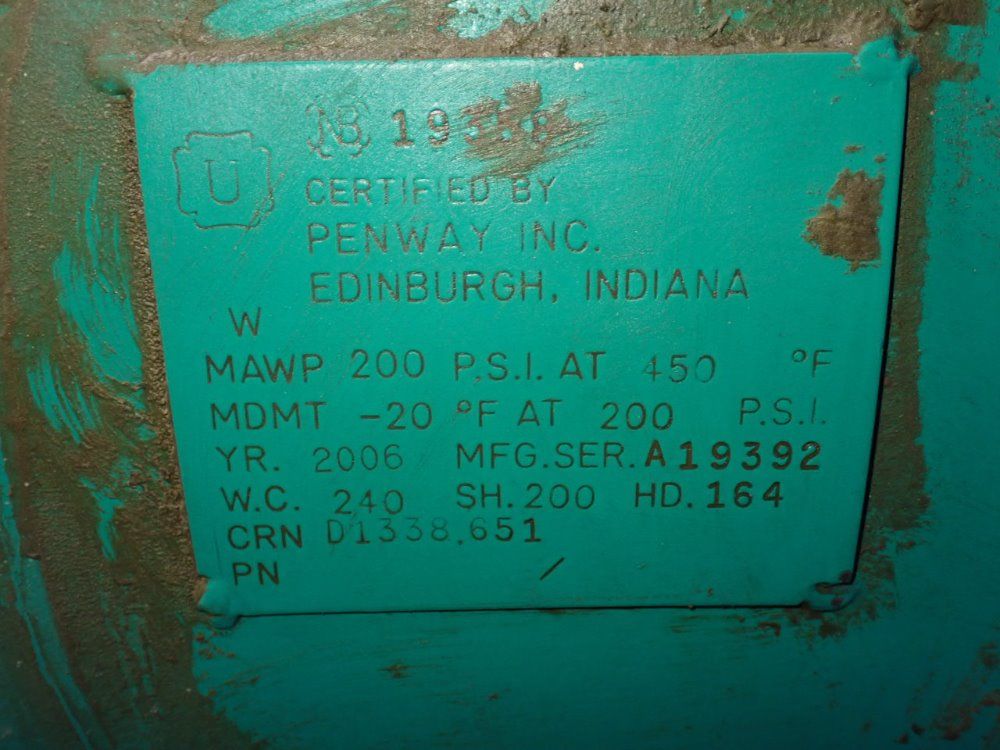 NB
CERTIFIED BY
U
PENWAY INC.
EDINBURGH, INDIANA
W
MAWP 200 P.S.I. AT 450 °F
MDMT -20 °F AT 200 P.S.I.
YR. 2006 MFG.SER. A19392
W.C. 240 SH. 200 HD. 164
CRN D1338.651
PN /